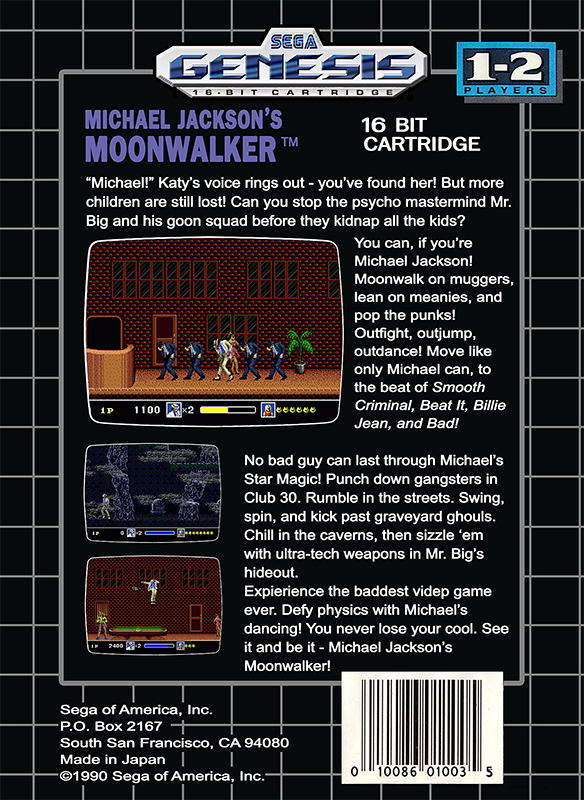 SEGA
GENESIS
16-BIT CARTRIDGE
1-2
PLAYERS
MICHAEL JACKSON'S
MOONWALKER™
16 BIT
CARTRIDGE
“Michael!” Katy's voice rings out - you've found her! But more
children are still lost! Can you stop the psycho mastermind Mr.
Big and his goon squad before they kidnap all the kids?
You can, if you're
Michael Jackson!
Moonwalk on muggers,
lean on meanies, and
pop the punks!
Outfight, outjump,
outdance! Move like
only Michael can, to
the beat of Smooth
Criminal, Beat It, Billie
Jean, and Bad!
1P 1100 ×2
No bad guy can last through Michael's
Star Magic! Punch down gangsters in
Club 30. Rumble in the streets. Swing,
spin, and kick past graveyard ghouls.
Chill in the caverns, then sizzle ‘em
with ultra-tech weapons in Mr. Big's
hideout.
Expierience the baddest videp game
ever. Defy physics with Michael's
dancing! You never lose your cool. See
it and be it - Michael Jackson's
Moonwalker!
1P 0 ×2
1P 2400 ×2
Sega of America, Inc.
P.O. Box 2167
South San Francisco, CA 94080
Made in Japan
©1990 Sega of America, Inc.
0 10086 01003 5